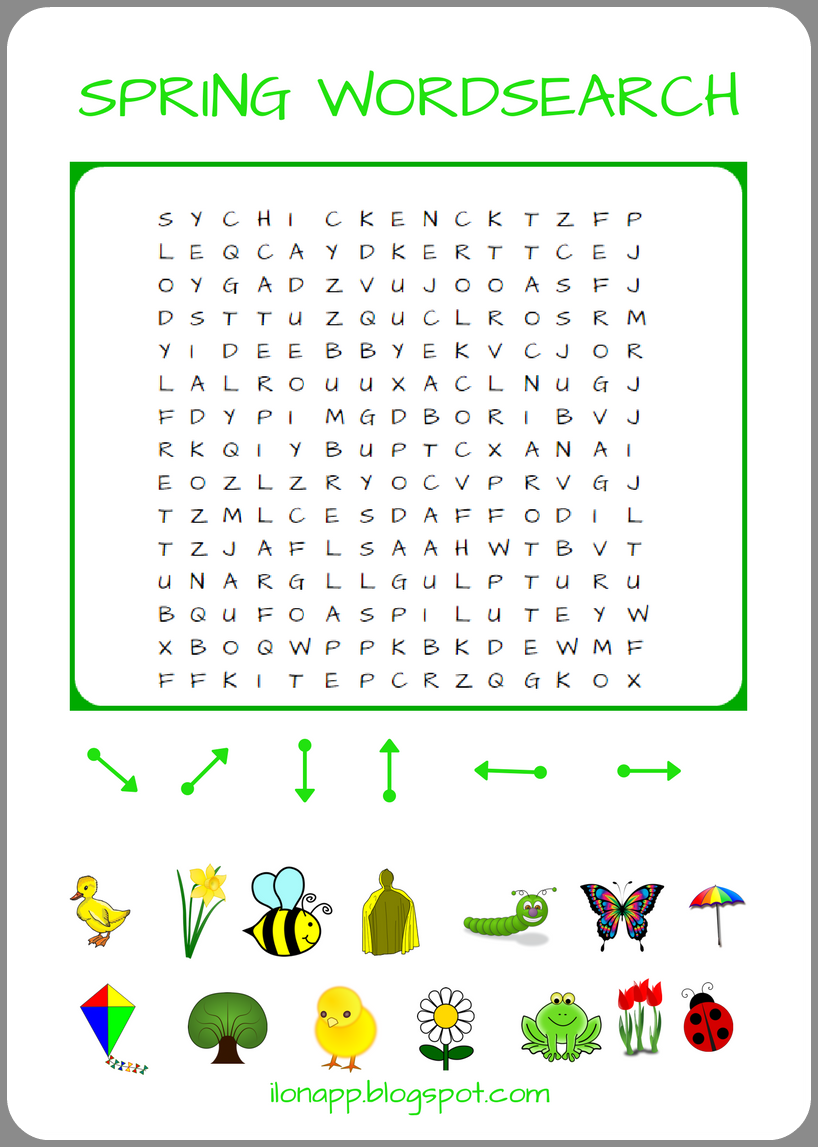 SPRING WORDSEARCH
S Y C H I C K E N C K T Z F P
L E Q C A Y D K E R T T C E J
O Y G A D Z V U J O O A S F J
D S T T U Z Q U C L R O S R M
Y I D E E B B Y E K V C J O R
L A L R O U U X A C L N U G J
F D Y P I M G D B O R I B V J
R K Q I Y B U P T C X A N A I
E O Z L Z R Y O C V P R V G J
T Z M L C E S D A F F O D I L
T Z J A F L S A A H W T B V T
U N A R G L L G U L P T U R U
B Q U F O A S P I L U T E Y W
X B O Q W P P K B K D E W M F
F F K I T E P C R Z Q G K O X
ilonapp.blogspot.com